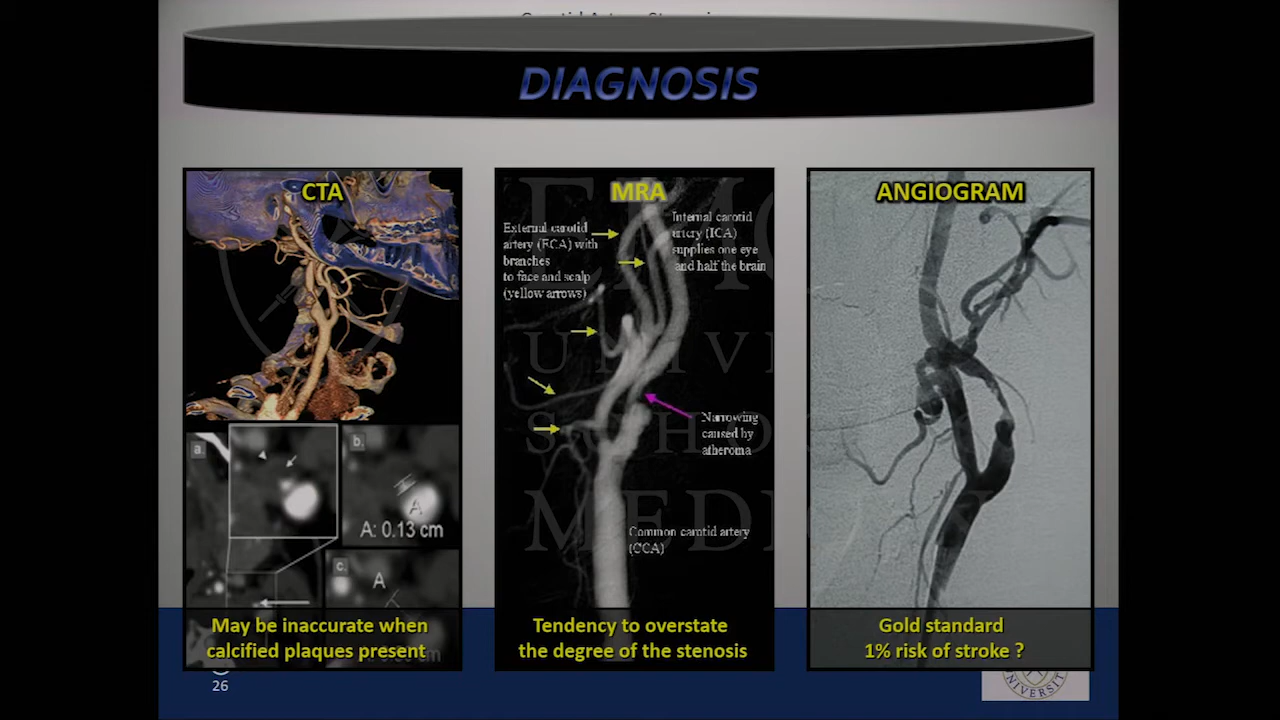 DIAGNOSIS
CTA
a.
b.
A
A: 0.13 cm
c.
A
May be inaccurate when
calcified plaques present
MRA
External carotid
artery (ECA) with
branches
to face and scalp
(yellow arrows)
Internal carotid
artery (ICA)
supplies one eye
and half the brain
Narrowing
caused by
atheroma
Common carotid artery
(CCA)
Tendency to overstate
the degree of the stenosis
ANGIOGRAM
Gold standard
1% risk of stroke ?
26